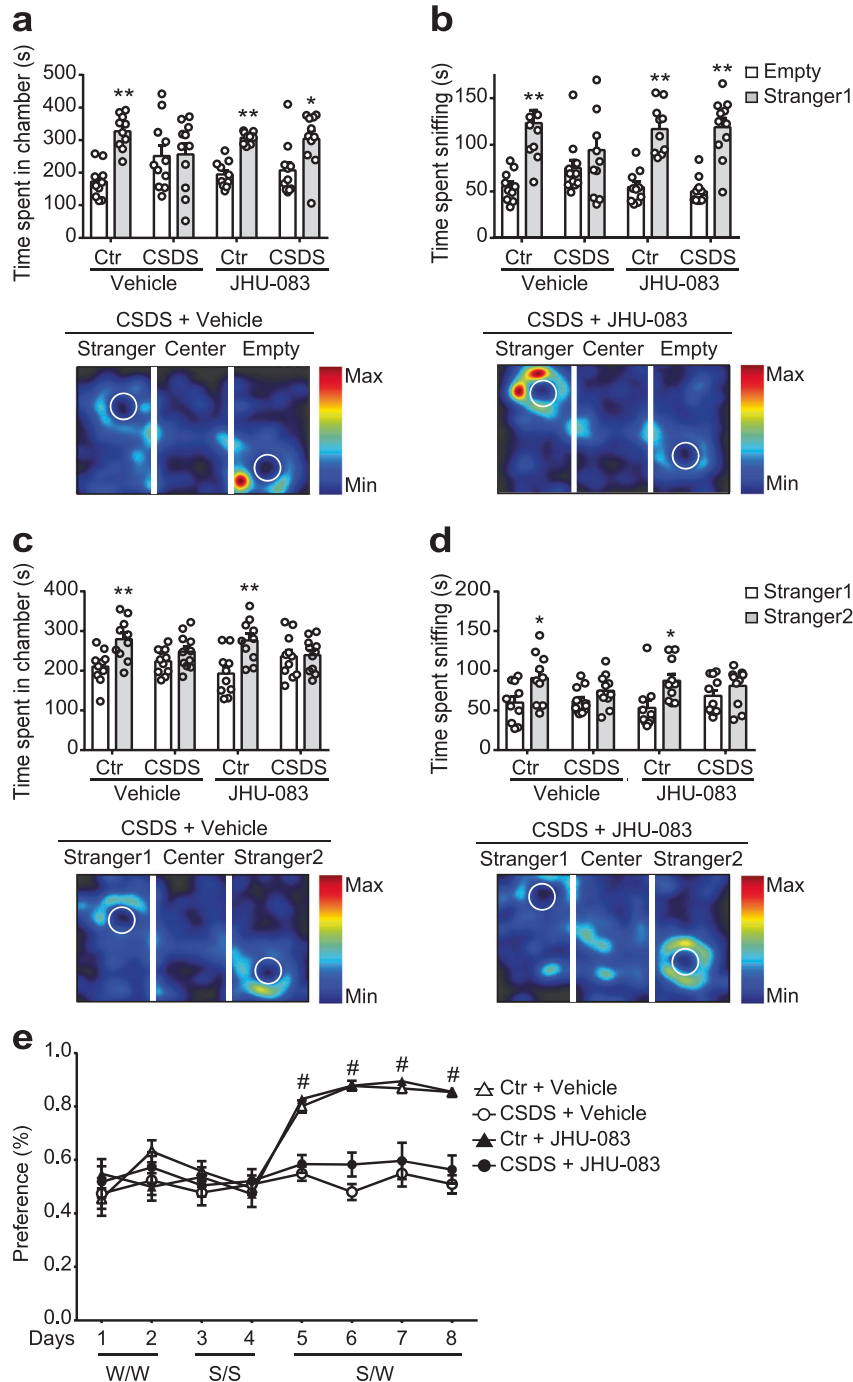 a
Time spent in chamber (s)
500
400
300
200
100
0
** ** *
Ctr CSDS Ctr CSDS
Vehicle JHU-083
b
Time spent sniffing (s)
150
100
50
0
** ** **
Ctr CSDS Ctr CSDS
Vehicle JHU-083
Empty
Stranger1
CSDS + Vehicle
Stranger Center Empty
Max
Min
CSDS + JHU-083
Stranger Center Empty
Max
Min
c
Time spent in chamber (s)
400
300
200
100
0
** **
Ctr CSDS Ctr CSDS
Vehicle JHU-083
d
Time spent sniffing (s)
200
150
100
50
0
* *
Ctr CSDS Ctr CSDS
Vehicle JHU-083
Stranger1
Stranger2
CSDS + Vehicle
Stranger1 Center Stranger2
Max
Min
CSDS + JHU-083
Stranger1 Center Stranger2
Max
Min
e
Preference (%)
1.0
0.8
0.6
0.4
0.2
0.0
# # # #
Ctr + Vehicle
CSDS + Vehicle
Ctr + JHU-083
CSDS + JHU-083
Days 1 2 3 4 5 6 7 8
W/W S/S S/W